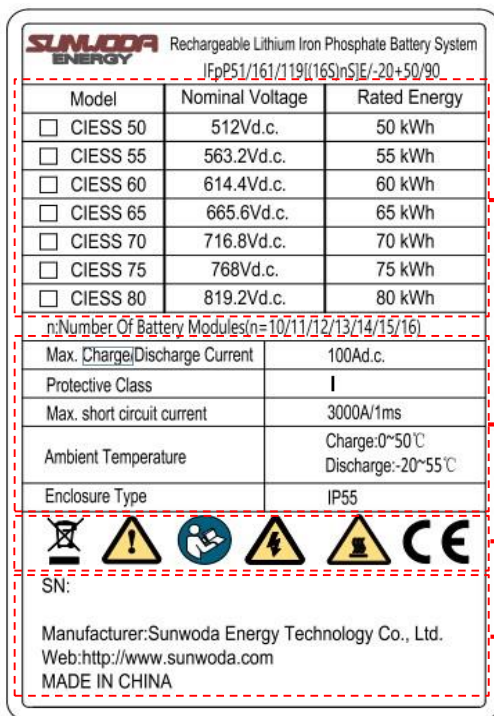 SUNWODA
ENERGY
Rechargeable Lithium Iron Phosphate Battery System
IFpP51/161/119[(16S)nS]E/-20+50/90
Model Nominal Voltage Rated Energy
CIESS 50 512Vd.c. 50 kWh
CIESS 55 563.2Vd.c. 55 kWh
CIESS 60 614.4Vd.c. 60 kWh
CIESS 65 665.6Vd.c. 65 kWh
CIESS 70 716.8Vd.c. 70 kWh
CIESS 75 768Vd.c. 75 kWh
CIESS 80 819.2Vd.c. 80 kWh
n:Number Of Battery Modules(n=10/11/12/13/14/15/16)
Max. Charge/Discharge Current 100Ad.c.
Protective Class I
Max. short circuit current 3000A/1ms
Ambient Temperature Charge:0~50℃
Discharge:-20~55℃
Enclosure Type IP55
CE
SN:
Manufacturer:Sunwoda Energy Technology Co., Ltd.
Web:http://www.sunwoda.com
MADE IN CHINA